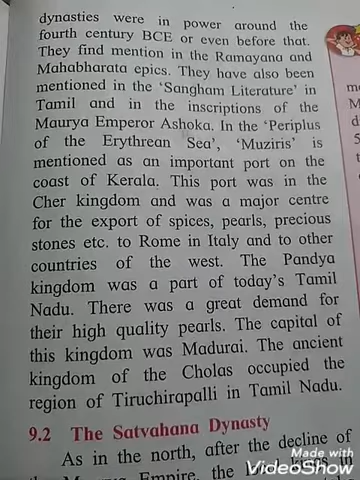 dynasties were in power around the
fourth century BCE or even before that.
They find mention in the Ramayana and
Mahabharata epics. They have also been
mentioned in the 'Sangham Literature' in
Tamil and in the inscriptions of the
Maurya Emperor Ashoka. In the 'Periplus
of the Erythrean Sea', 'Muziris' is
mentioned as an important port on the
coast of Kerala. This port was in the
Cher kingdom and was a major centre
for the export of spices, pearls, precious
stones etc. to Rome in Italy and to other
countries of the west. The Pandya
kingdom was a part of today's Tamil
Nadu. There was a great demand for
their high quality pearls. The capital of
this kingdom was Madurai. The ancient
kingdom of the Cholas occupied the
region of Tiruchirapalli in Tamil Nadu.
9.2 The Satvahana Dynasty
As in the north, after the decline of
the Maurya Empire, the kings in
Made with
VideoShow